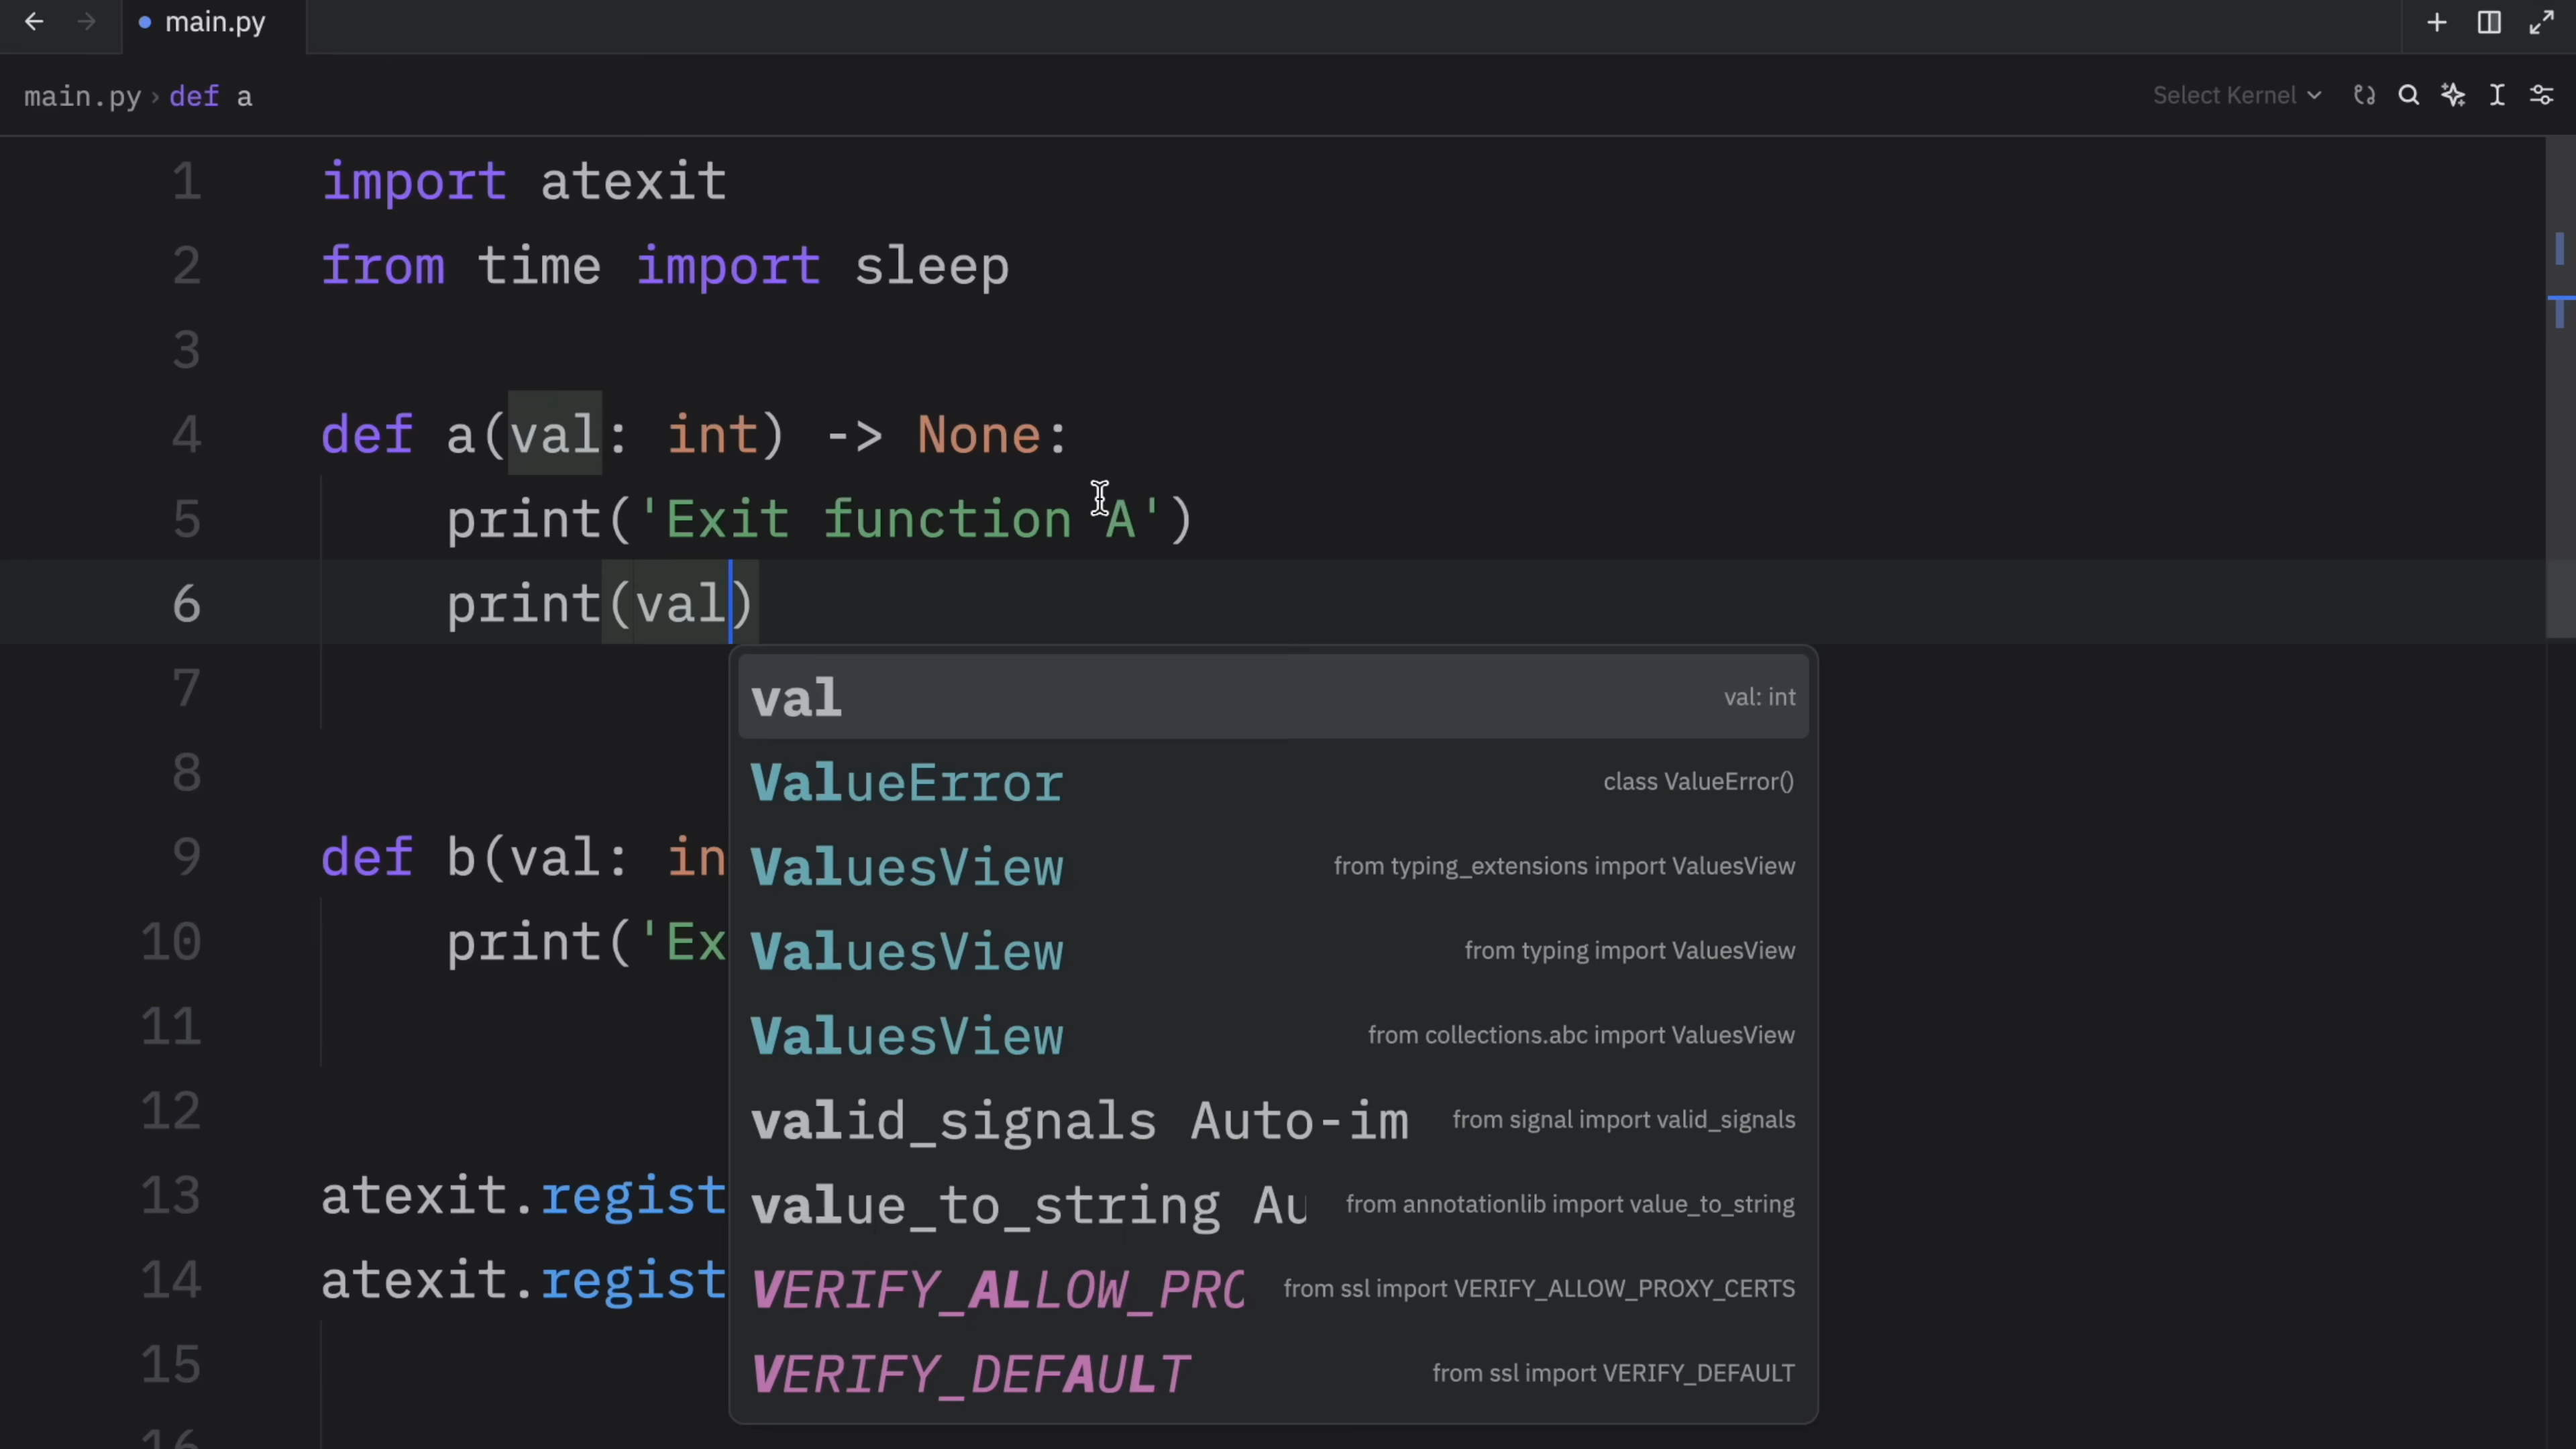 main.py
main.py › def a
Select Kernel
1 import atexit
2 from time import sleep
3
4 def a(val: int) -> None:
5 print('Exit function A')
6 print(val)
7
val val: int
8
ValueError class ValueError()
9 def b(val: in
ValuesView from typing_extensions import ValuesView
10 print('Ex
ValuesView from typing import ValuesView
11
ValuesView from collections.abc import ValuesView
12
valid_signals Auto-im from signal import valid_signals
13 atexit.regist
value_to_string Au from annotationlib import value_to_string
14 atexit.regist
VERIFY_ALLOW_PRO from ssl import VERIFY_ALLOW_PROXY_CERTS
15
VERIFY_DEFAULT from ssl import VERIFY_DEFAULT
16